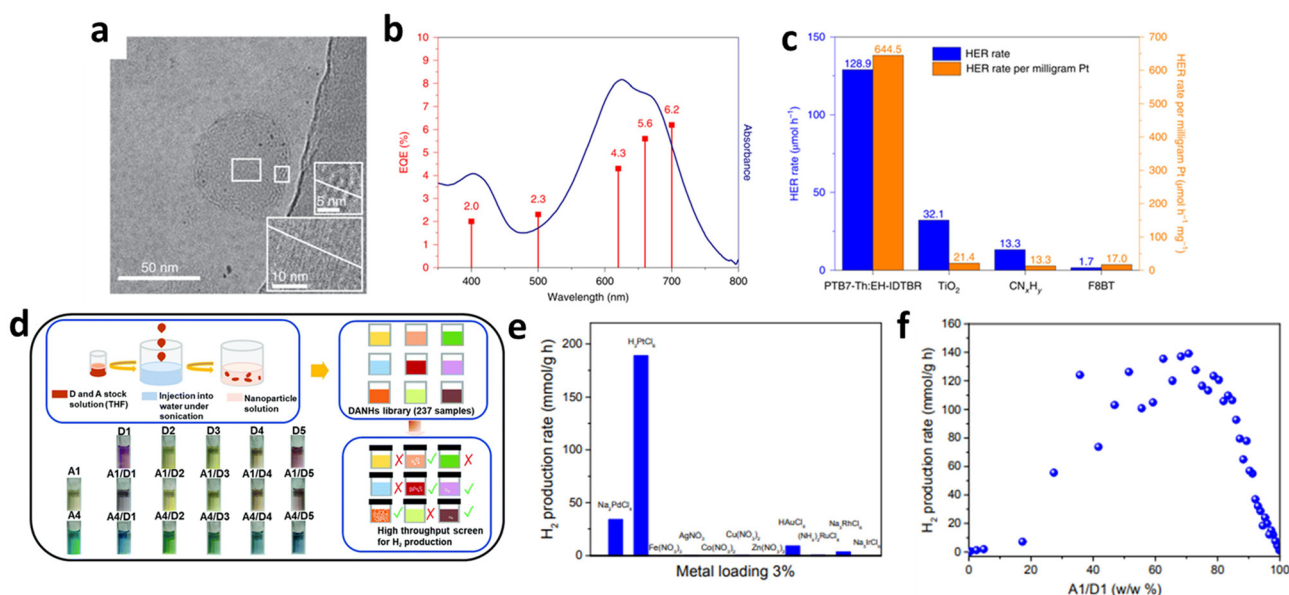 a
5 nm
50 nm
10 nm
b
10
9
8
7
6
5
4
3
2
1
0
EQE (%)
2.0
2.3
4.3
5.6
6.2
Absorbance
400
500
600
700
800
Wavelength (nm)
c
150
100
50
0
HER rate (µmol h⁻¹)
HER rate
HER rate per milligram Pt
128.9
644.5
32.1
21.4
13.3
13.3
1.7
17.0
PTB7-Th:EH-IDTBR
TiO₂
CNₓHᵧ
F8BT
700
600
500
400
300
200
100
0
HER rate per milligram Pt (µmol h⁻¹ mg⁻¹)
d
D and A stock
solution (THF)
Injection into
water under
sonication
Nanoparticle
solution
DANHs library (237 samples)
D1 D2 D3 D4 D5
A1 A1/D1 A1/D2 A1/D3 A1/D4 A1/D5
A4 A4/D1 A4/D2 A4/D3 A4/D4 A4/D5
High throughput screen
for H₂ production
e
200
150
100
50
0
H₂ production rate (mmol/g h)
H₂PtCl₆
Na₂PdCl₄
Fe(NO₃)₃
AgNO₃
Co(NO₃)₂
Cu(NO₃)₂
Zn(NO₃)₂
HAuCl₄
(NH₄)₂RuCl₆
Na₃RhCl₆
Na₃IrCl₆
Metal loading 3%
f
160
140
120
100
80
60
40
20
0
H₂ production rate (mmol/g h)
0
20
40
60
80
100
A1/D1 (w/w %)